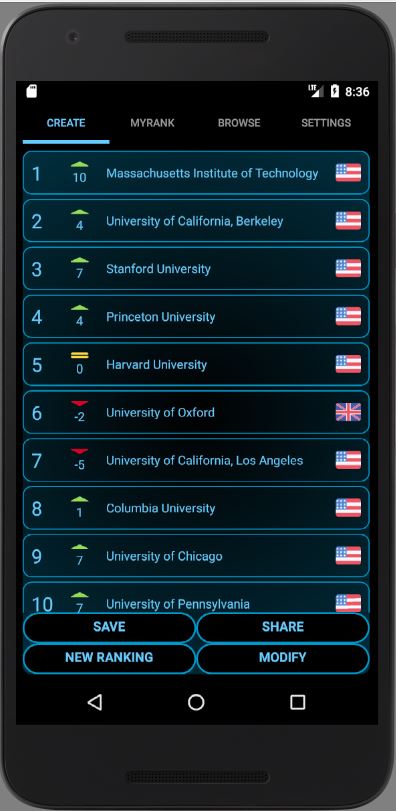 LTE 8:36
CREATE MYRANK BROWSE SETTINGS
1 10 Massachusetts Institute of Technology
2 4 University of California, Berkeley
3 7 Stanford University
4 4 Princeton University
5 0 Harvard University
6 -2 University of Oxford
7 -5 University of California, Los Angeles
8 1 Columbia University
9 7 University of Chicago
10 7 University of Pennsylvania
SAVE SHARE
NEW RANKING MODIFY